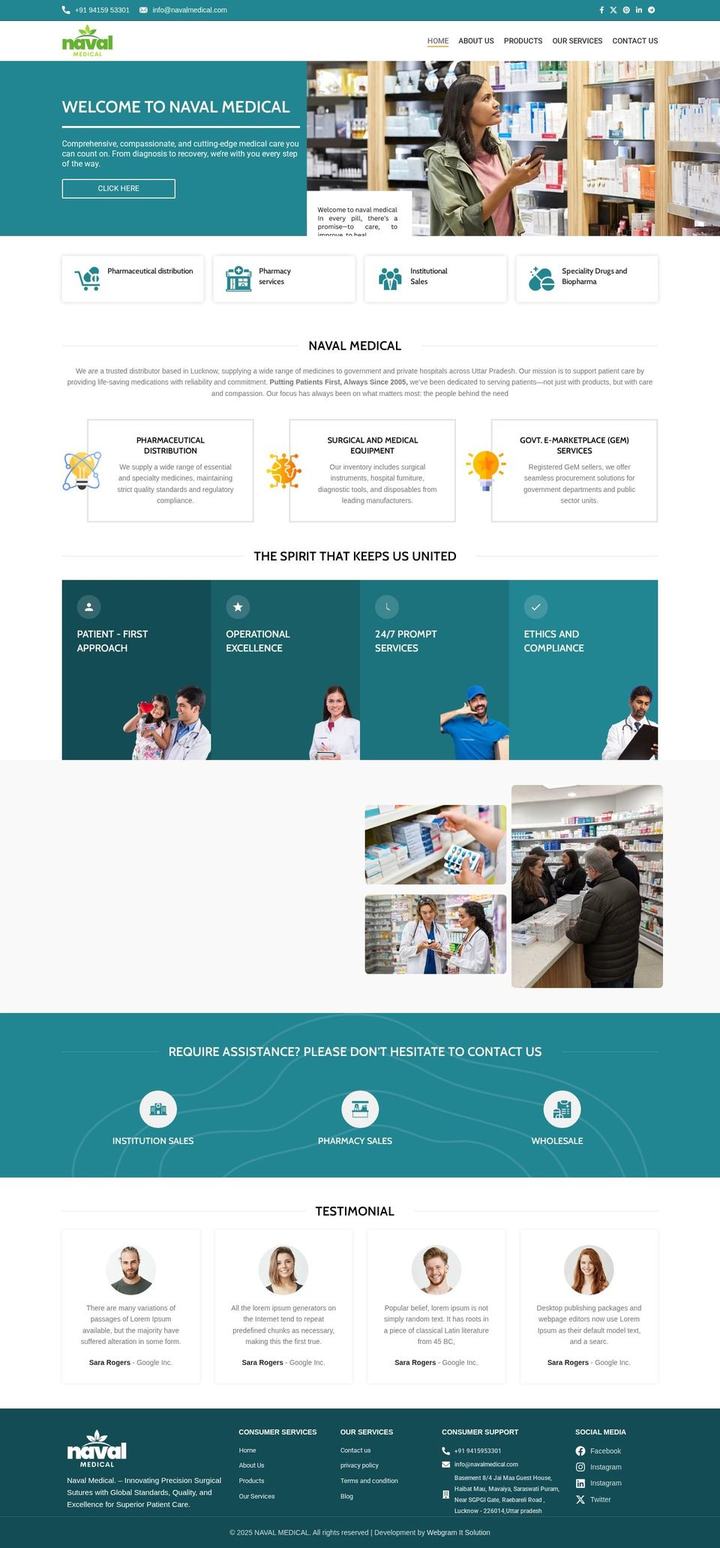 +91 94159 53301 info@navalmedical.com
naval
MEDICAL
HOME ABOUT US PRODUCTS OUR SERVICES CONTACT US
WELCOME TO NAVAL MEDICAL
Comprehensive, compassionate, and cutting-edge medical care you
can count on. From diagnosis to recovery, we're with you every step
of the way.
CLICK HERE
Welcome to naval medical
In every pill, there's a
promise—to care, to
improve, to heal
Pharmaceutical distribution
Pharmacy
services
Institutional
Sales
Speciality Drugs and
Biopharma
NAVAL MEDICAL
We are a trusted distributor based in Lucknow, supplying a wide range of medicines to government and private hospitals across Uttar Pradesh. Our mission is to support patient care by
providing life-saving medications with reliability and commitment. Putting Patients First, Always Since 2005, we've been dedicated to serving patients—not just with products, but with care
and compassion. Our focus has always been on what matters most: the people behind the need
PHARMACEUTICAL
DISTRIBUTION
We supply a wide range of essential
and specialty medicines, maintaining
strict quality standards and regulatory
compliance.
SURGICAL AND MEDICAL
EQUIPMENT
Our inventory includes surgical
instruments, hospital furniture,
diagnostic tools, and disposables from
leading manufacturers.
GOVT. E-MARKETPLACE (GEM)
SERVICES
Registered GeM sellers, we offer
seamless procurement solutions for
government departments and public
sector units.
THE SPIRIT THAT KEEPS US UNITED
PATIENT - FIRST
APPROACH
OPERATIONAL
EXCELLENCE
24/7 PROMPT
SERVICES
ETHICS AND
COMPLIANCE
REQUIRE ASSISTANCE? PLEASE DON'T HESITATE TO CONTACT US
INSTITUTION SALES
PHARMACY SALES
WHOLESALE
TESTIMONIAL
There are many variations of
passages of Lorem Ipsum
available, but the majority have
suffered alteration in some form.
Sara Rogers - Google Inc.
All the lorem ipsum generators on
the Internet tend to repeat
predefined chunks as necessary,
making this the first true.
Sara Rogers - Google Inc.
Popular belief, lorem ipsum is not
simply random text. It has roots in
a piece of classical Latin literature
from 45 BC,
Sara Rogers - Google Inc.
Desktop publishing packages and
webpage editors now use Lorem
Ipsum as their default model text,
and a searc.
Sara Rogers - Google Inc.
naval
MEDICAL
Naval Medical. – Innovating Precision Surgical
Sutures with Global Standards, Quality, and
Excellence for Superior Patient Care.
CONSUMER SERVICES
Home
About Us
Products
Our Services
OUR SERVICES
Contact us
privacy policy
Terms and condition
Blog
CONSUMER SUPPORT
+91 9415953301
info@navalmedical.com
Basement 8/4 Jai Maa Guest House,
Haibat Mau, Mavaiya, Saraswati Puram,
Near SGPGI Gate, Raebareli Road ,
Lucknow - 226014,Uttar pradesh
SOCIAL MEDIA
Facebook
Instagram
Instagram
Twitter
© 2025 NAVAL MEDICAL. All rights reserved | Development by Webgram It Solution